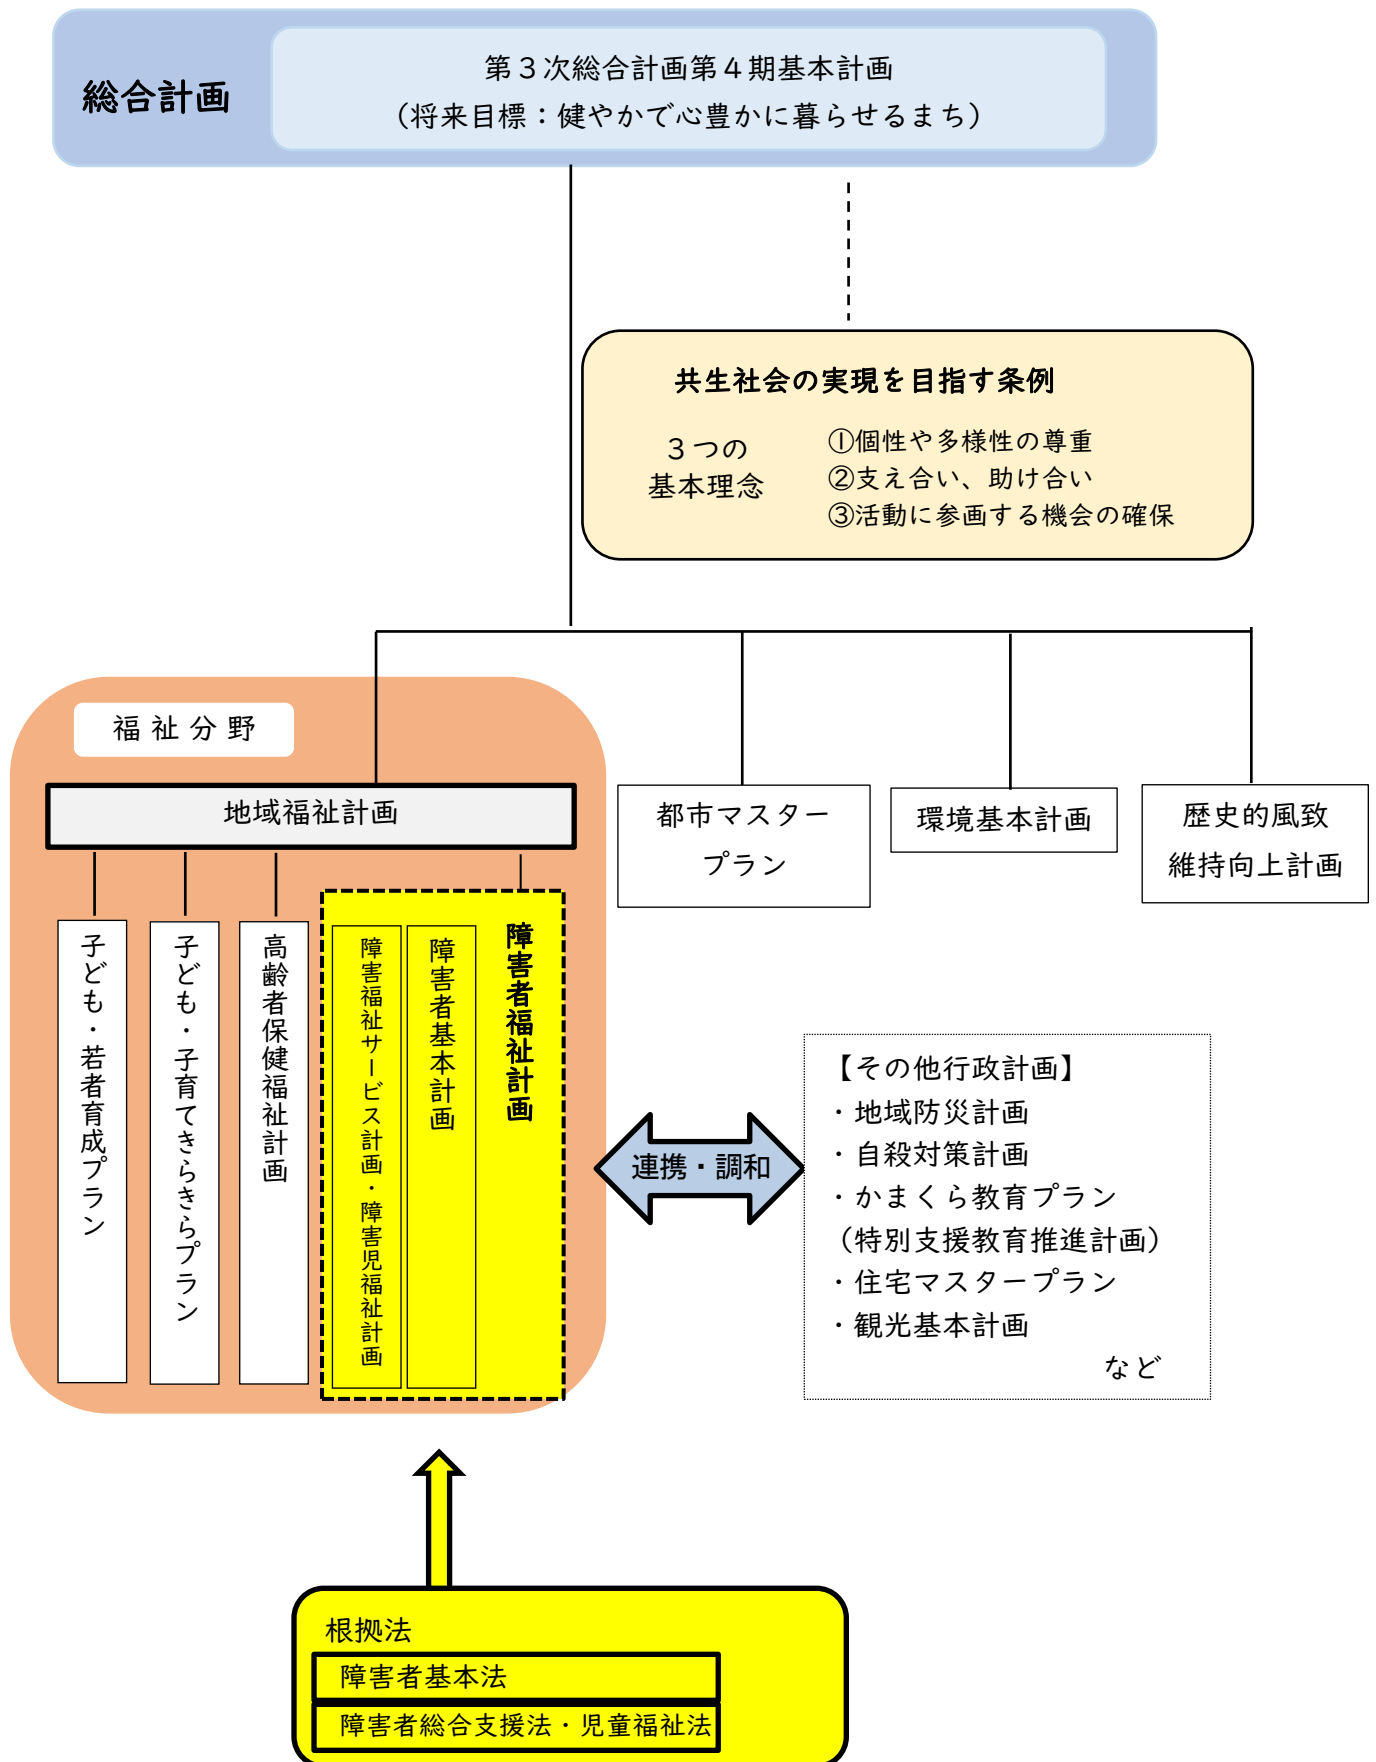 総合計画
第３次総合計画第４期基本計画
（将来目標：健やかで心豊かに暮らせるまち）
共生社会の実現を目指す条例
３つの
基本理念
①個性や多様性の尊重
②支え合い、助け合い
③活動に参画する機会の確保
福祉分野
地域福祉計画
都市マスター
プラン
環境基本計画
歴史的風致
維持向上計画
子ども・若者育成プラン
子ども・子育てきらきらプラン
高齢者保健福祉計画
障害福祉サービス計画・障害児福祉計画
障害者基本計画
障害者福祉計画
連携・調和
【その他行政計画】
・地域防災計画
・自殺対策計画
・かまくら教育プラン
（特別支援教育推進計画）
・住宅マスタープラン
・観光基本計画
など
根拠法
障害者基本法
障害者総合支援法・児童福祉法